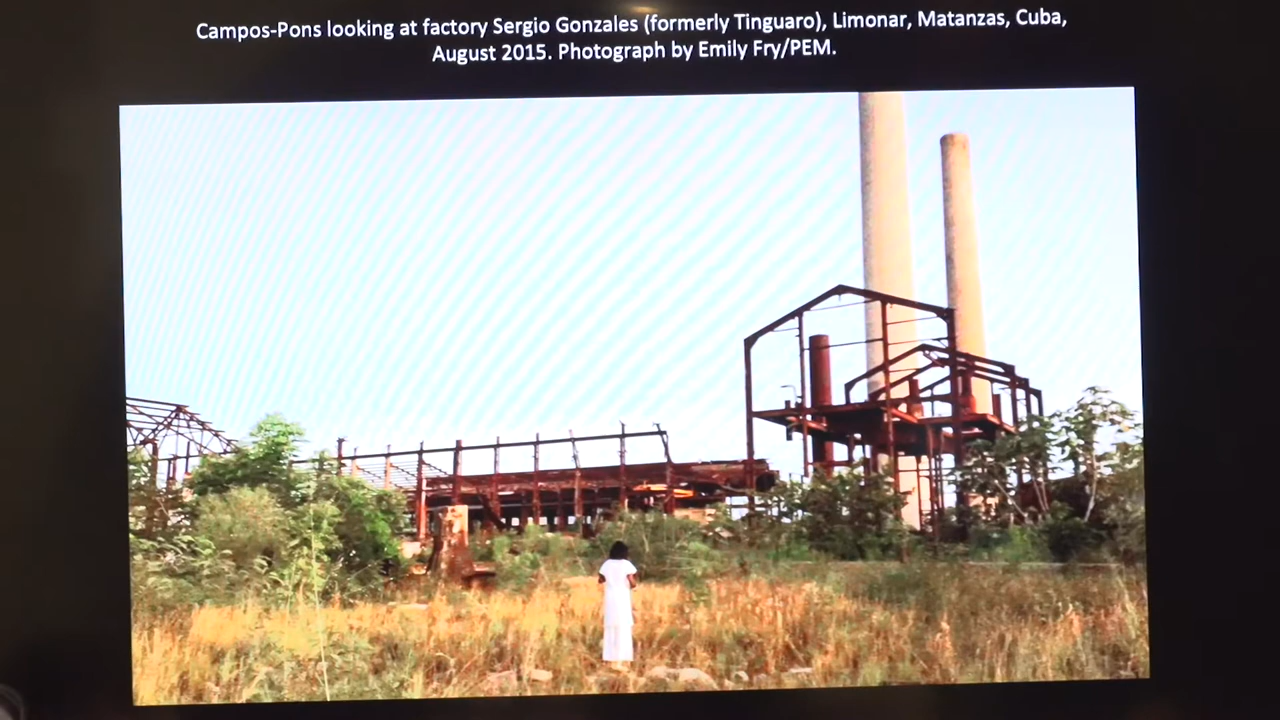 Campos-Pons looking at factory Sergio Gonzales (formerly Tinguaro), Limonar, Matanzas, Cuba,
August 2015. Photograph by Emily Fry/PEM.